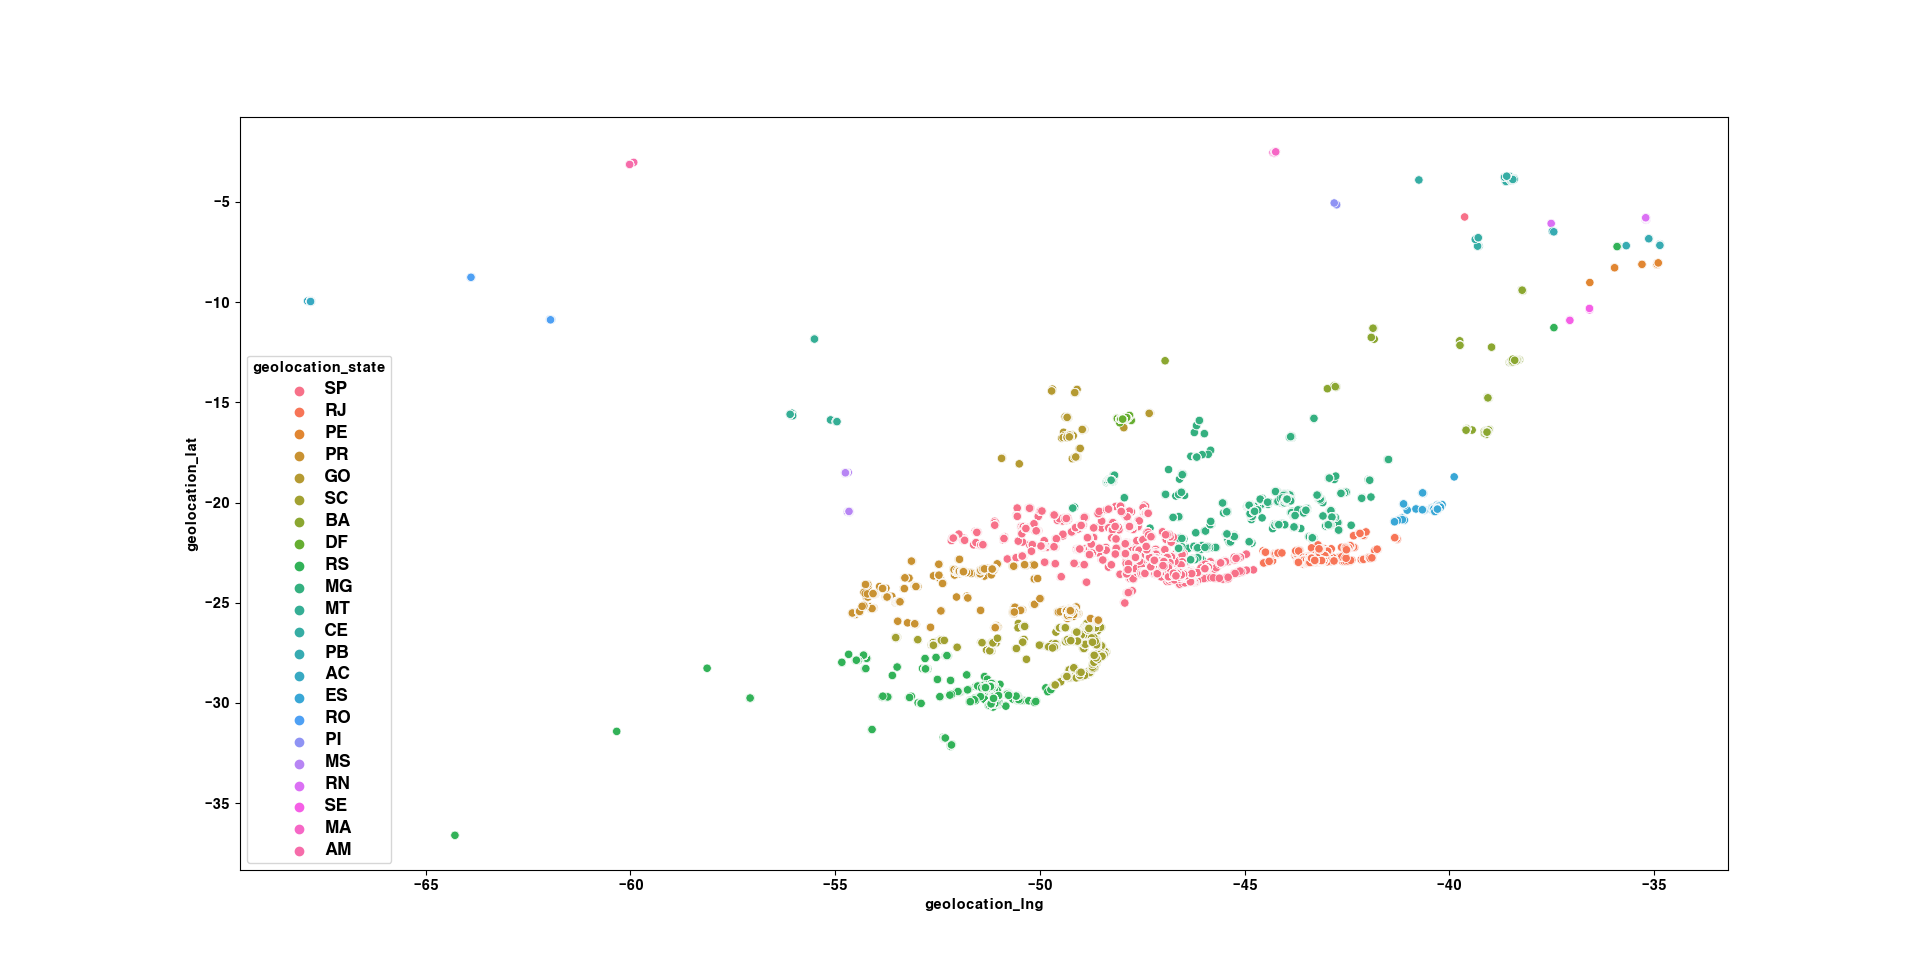 −5
−10
−15
−20
−25
−30
−35
geolocation_lat
geolocation_state
SP
RJ
PE
PR
GO
SC
BA
DF
RS
MG
MT
CE
PB
AC
ES
RO
PI
MS
RN
SE
MA
AM
−65 −60 −55 −50 −45 −40 −35
geolocation_lng